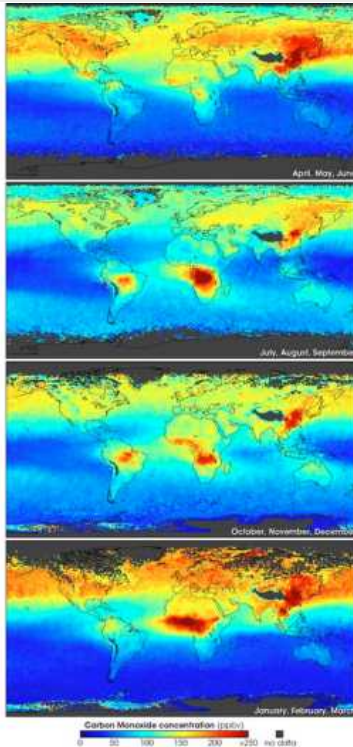 April, May, June
July, August, September
October, November, December
January, February, March
Carbon Monoxide concentration (ppbv)
0 50 100 150 200 >250 no data